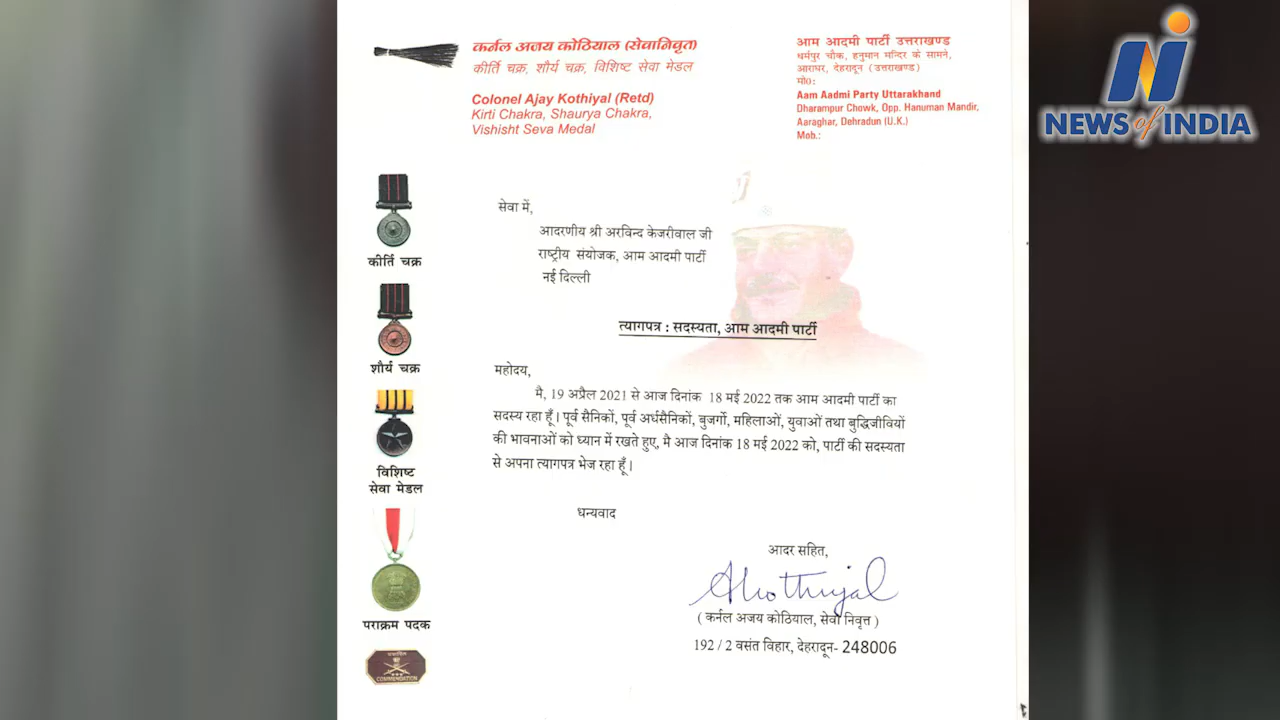 कर्नल अजय कोठियाल (सेवानिवृत)
कीर्ति चक्र, शौर्य चक्र, विशिष्ट सेवा मेडल
Colonel Ajay Kothiyal (Retd)
Kirti Chakra, Shaurya Chakra,
Vishisht Seva Medal
आम आदमी पार्टी उत्तराखण्ड
धर्मपुर चौक, हनुमान मन्दिर के सामने,
आराघर, देहरादून (उत्तराखण्ड)
मो0:
Aam Aadmi Party Uttarakhand
Dharampur Chowk, Opp. Hanuman Mandir,
Aaraghar, Dehradun (U.K.)
Mob.:
NEWS of INDIA
सेवा में,
आदरणीय श्री अरविन्द केजरीवाल जी
राष्ट्रीय संयोजक, आम आदमी पार्टी
नई दिल्ली
त्यागपत्र : सदस्यता, आम आदमी पार्टी
महोदय,
मै, 19 अप्रैल 2021 से आज दिनांक 18 मई 2022 तक आम आदमी पार्टी का
सदस्य रहा हूँ। पूर्व सैनिकों, पूर्व अर्धसैनिकों, बुजर्गो, महिलाओं, युवाओं तथा बुद्धिजीवियों
की भावनाओं को ध्यान में रखते हुए, मै आज दिनांक 18 मई 2022 को, पार्टी की सदस्यता
से अपना त्यागपत्र भेज रहा हूँ।
धन्यवाद
आदर सहित,
AKothiyal
( कर्नल अजय कोठियाल, सेवा निवृत्त )
192 / 2 वसंत विहार, देहरादून- 248006
कीर्ति चक्र
शौर्य चक्र
विशिष्ट
सेवा मेडल
पराक्रम पदक
COMMENDATION